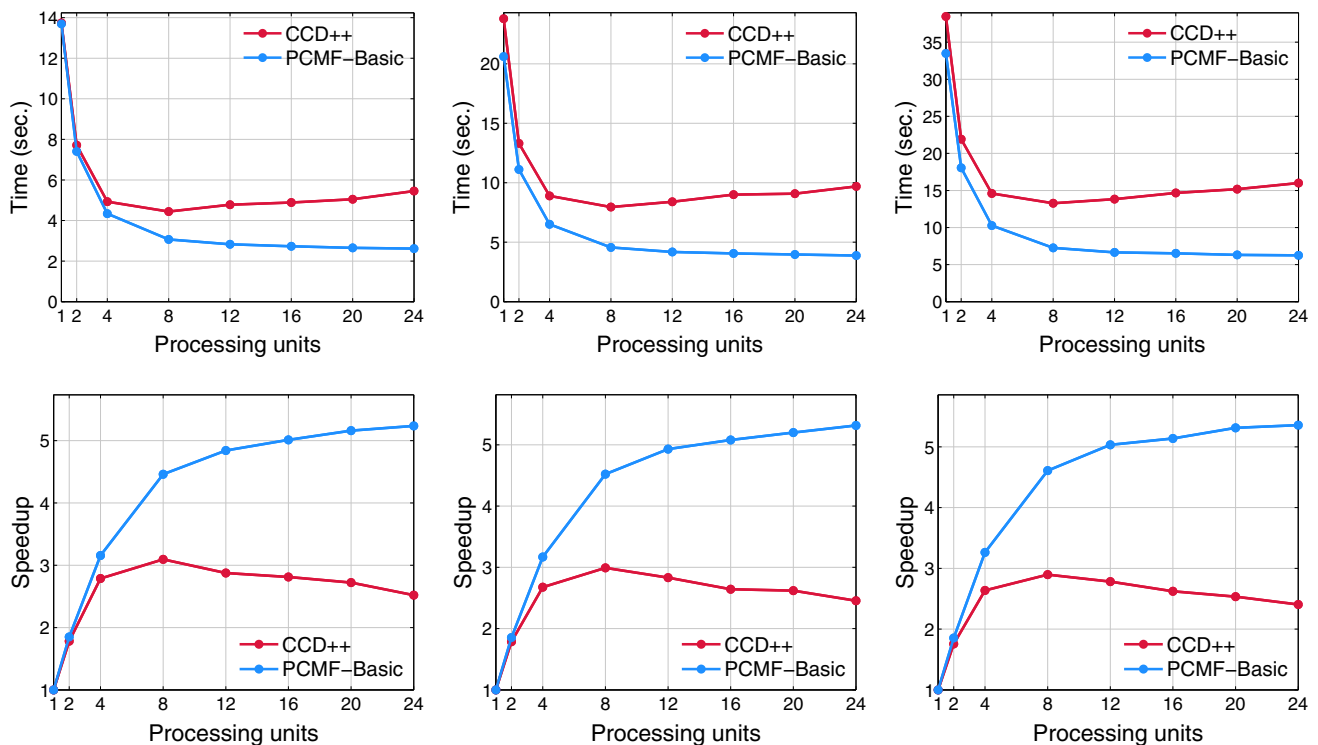 14
12
10
8
6
4
2
0
Time (sec.)
1 2 4 8 12 16 20 24
Processing units
CCD++
PCMF-Basic
20
15
10
5
0
Time (sec.)
1 2 4 8 12 16 20 24
Processing units
CCD++
PCMF-Basic
35
30
25
20
15
10
5
0
Time (sec.)
1 2 4 8 12 16 20 24
Processing units
CCD++
PCMF-Basic
5
4
3
2
1
Speedup
1 2 4 8 12 16 20 24
Processing units
CCD++
PCMF-Basic
5
4
3
2
1
Speedup
1 2 4 8 12 16 20 24
Processing units
CCD++
PCMF-Basic
5
4
3
2
1
Speedup
1 2 4 8 12 16 20 24
Processing units
CCD++
PCMF-Basic